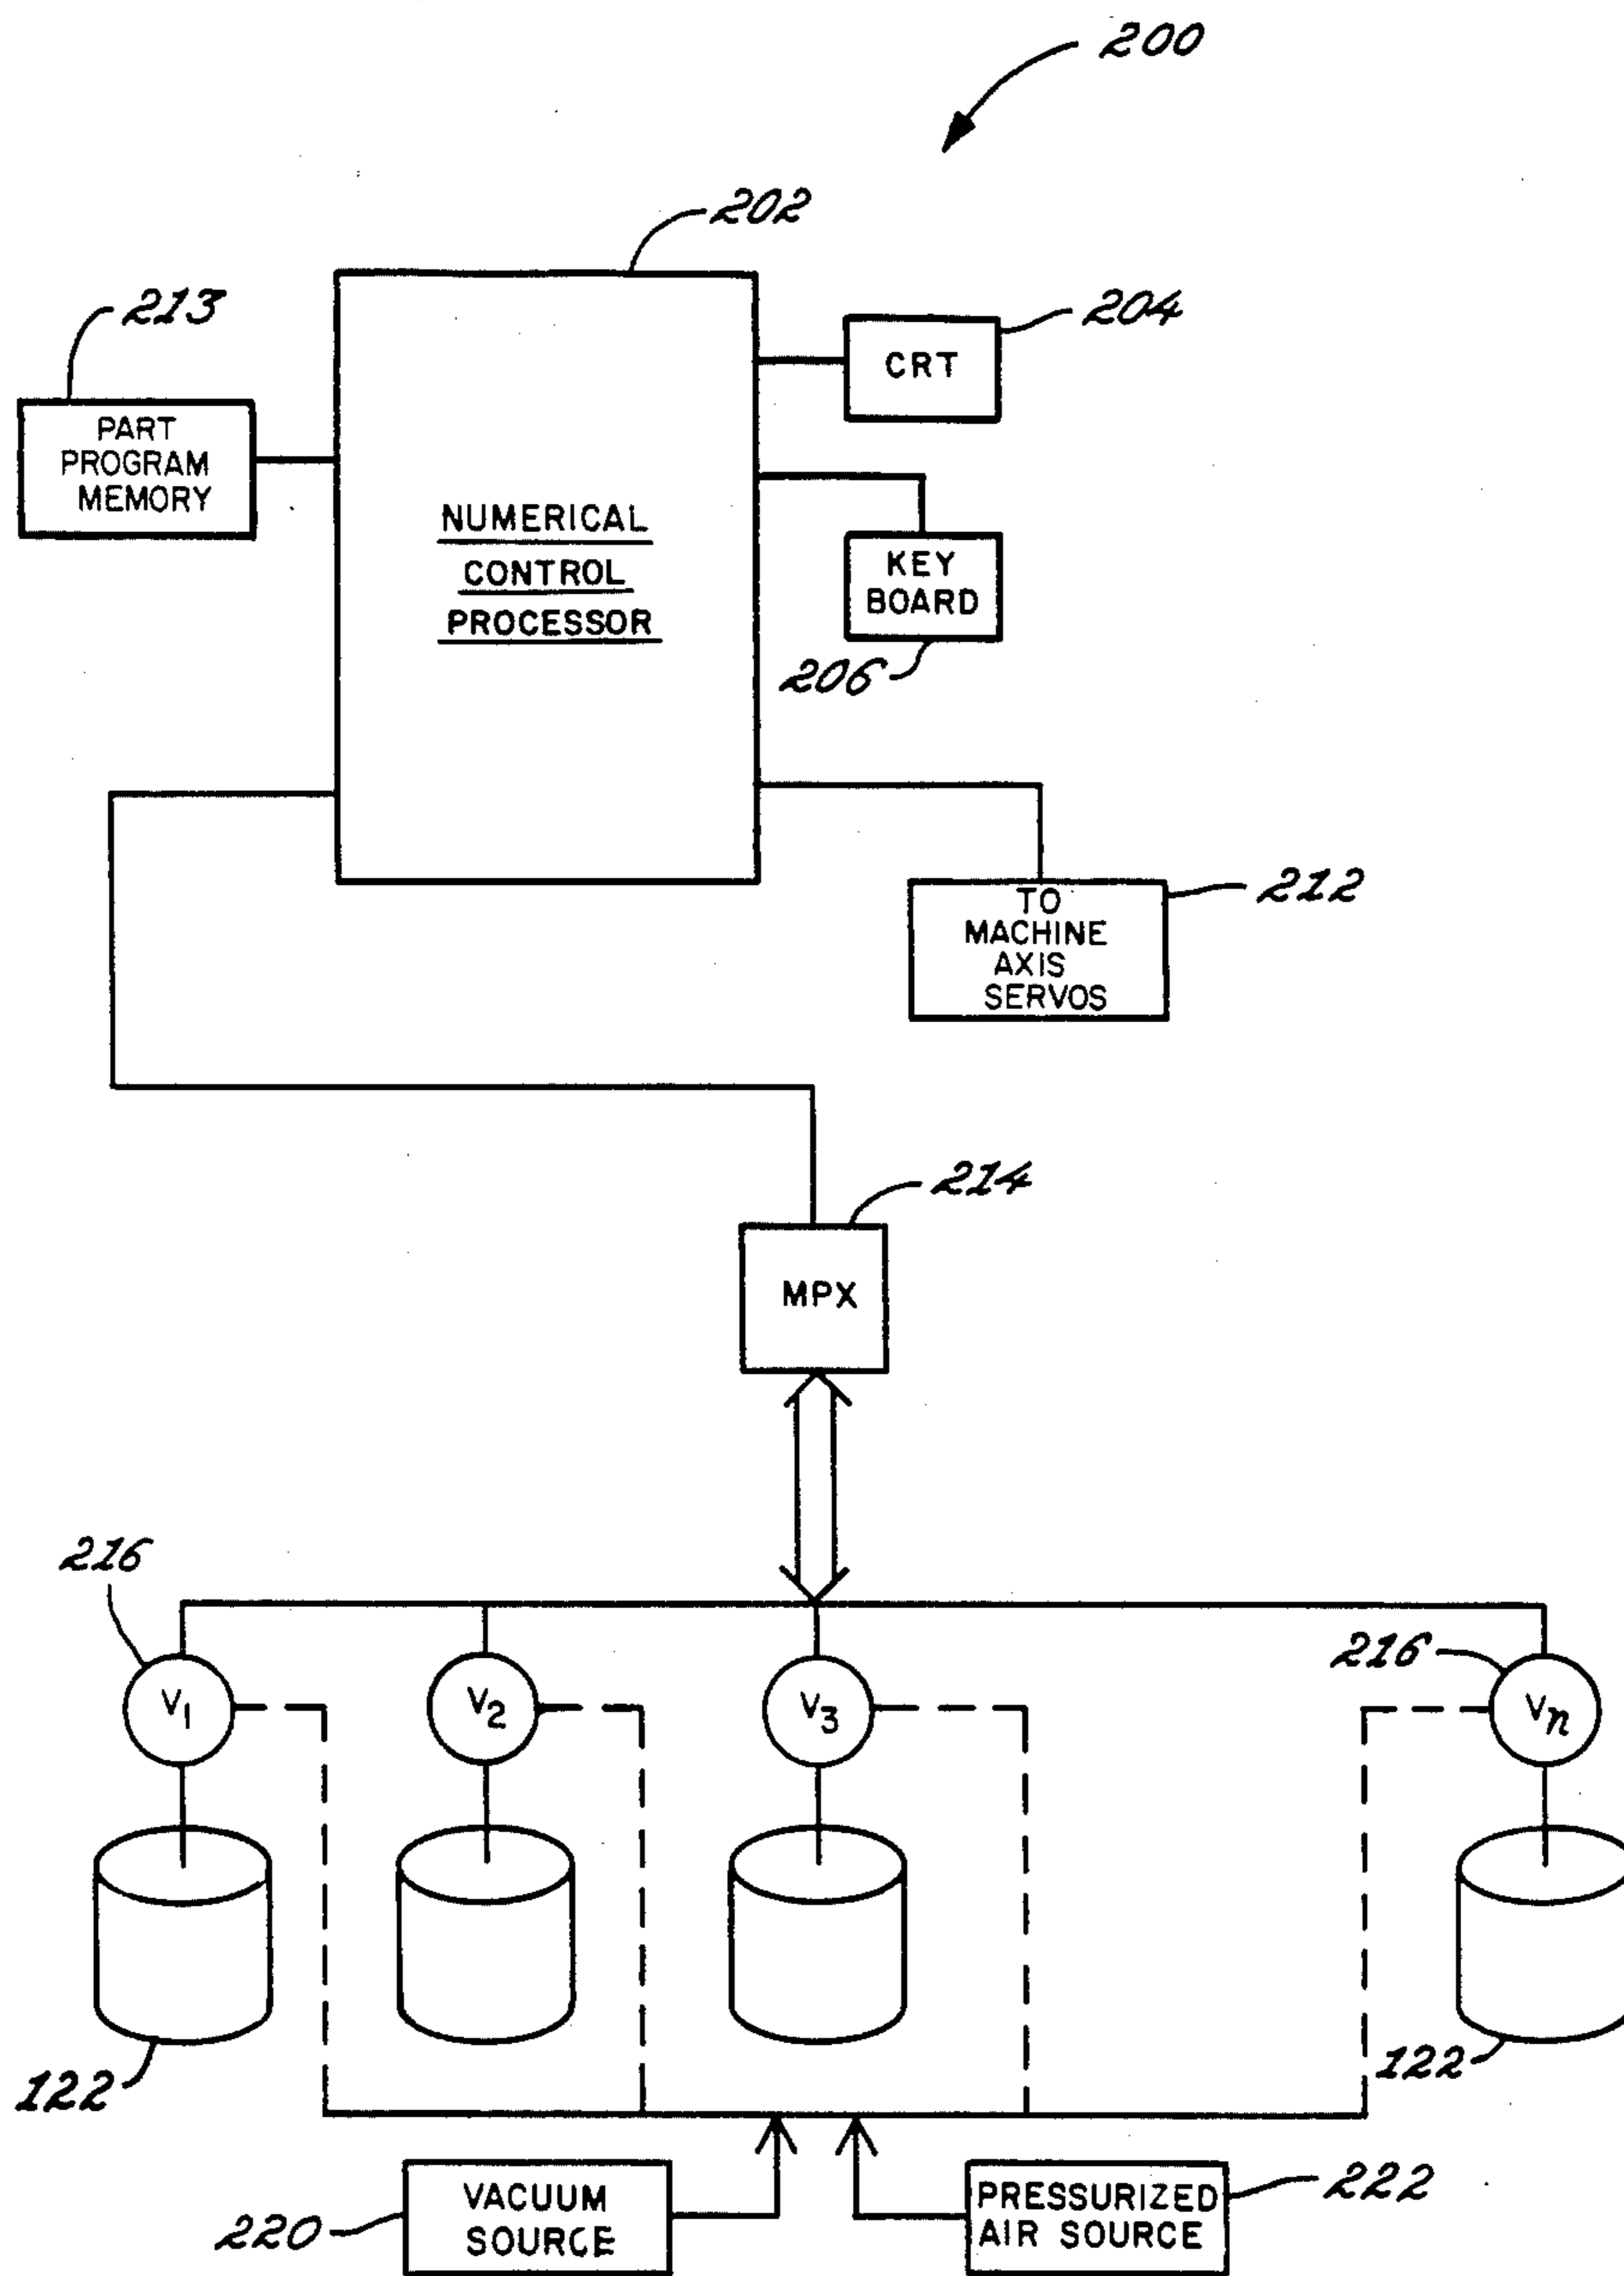 200
202
213
204
CRT
PART
PROGRAM
MEMORY
NUMERICAL
CONTROL
PROCESSOR
KEY
BOARD
206
212
TO
MACHINE
AXIS
SERVOS
214
MPX
216
216
V1
V2
V3
Vn
122
122
VACUUM
SOURCE
220
PRESSURIZED
AIR SOURCE
222